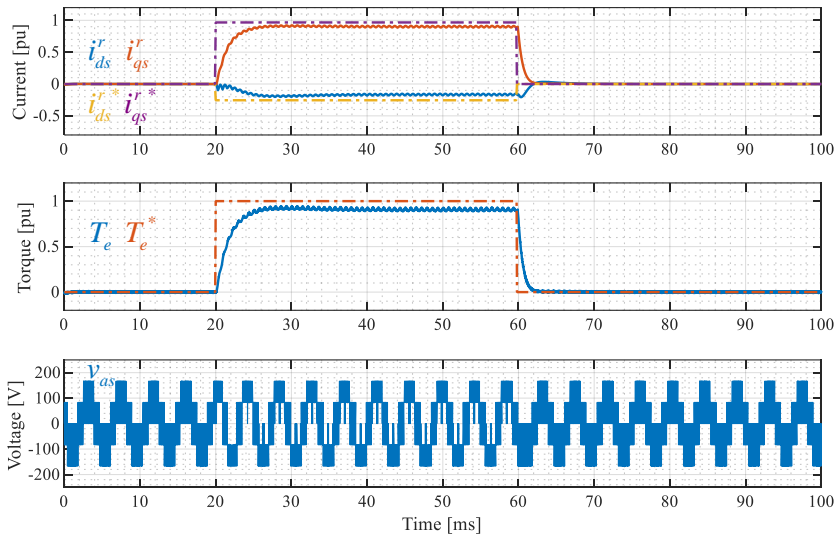 Current [pu]
1
0.5
0
-0.5
i^r_ds i^r_qs
i^r*_ds i^r*_qs
0 10 20 30 40 50 60 70 80 90 100
Torque [pu]
1
0.5
0
T_e T_e^*
0 10 20 30 40 50 60 70 80 90 100
Voltage [V]
200
100
0
-100
-200
v_as
0 10 20 30 40 50 60 70 80 90 100
Time [ms]